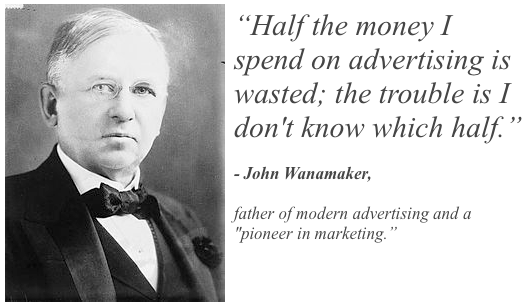 “Half the money I
spend on advertising is
wasted; the trouble is I
don't know which half.”
- John Wanamaker,
father of modern advertising and a
"pioneer in marketing.”